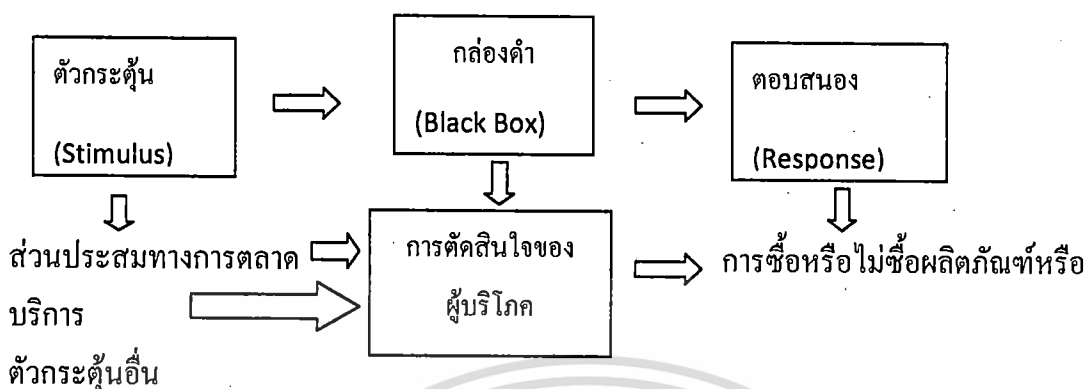 ตัวกระตุ้น
(Stimulus)
กล่องดำ
(Black Box)
ตอบสนอง
(Response)
ส่วนประสมทางการตลาด
บริการ
ตัวกระตุ้นอื่น
การตัดสินใจของ
ผู้บริโภค
การซื้อหรือไม่ซื้อผลิตภัณฑ์หรือ